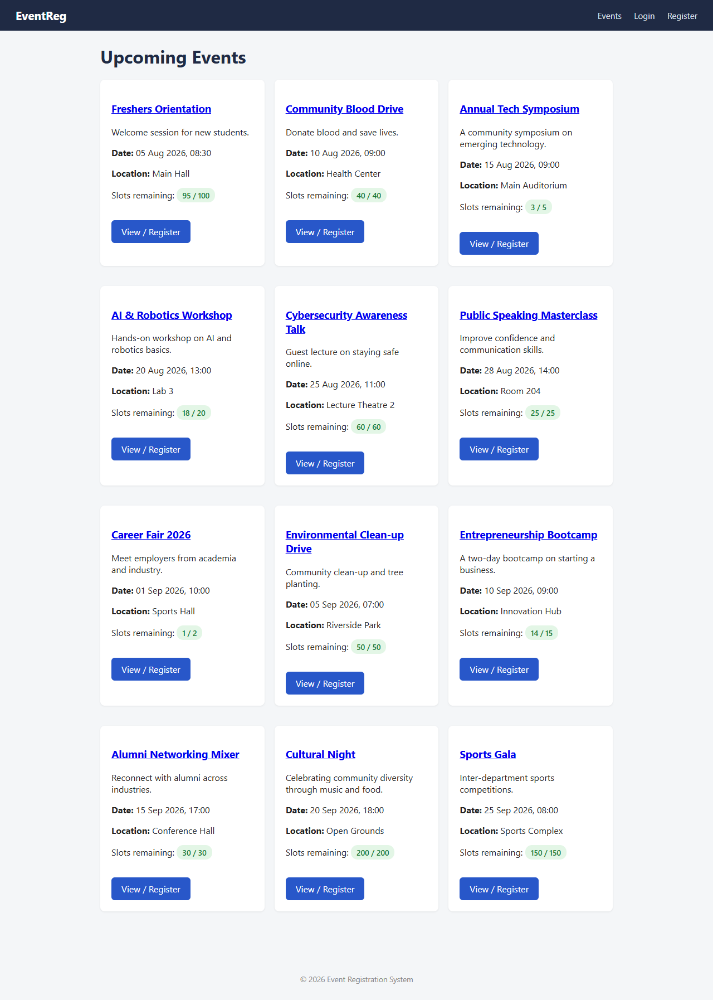 EventReg
Events Login Register
Upcoming Events
Freshers Orientation
Welcome session for new students.
Date: 05 Aug 2026, 08:30
Location: Main Hall
Slots remaining: 95 / 100
View / Register
Community Blood Drive
Donate blood and save lives.
Date: 10 Aug 2026, 09:00
Location: Health Center
Slots remaining: 40 / 40
View / Register
Annual Tech Symposium
A community symposium on
emerging technology.
Date: 15 Aug 2026, 09:00
Location: Main Auditorium
Slots remaining: 3 / 5
View / Register
AI & Robotics Workshop
Hands-on workshop on AI and
robotics basics.
Date: 20 Aug 2026, 13:00
Location: Lab 3
Slots remaining: 18 / 20
View / Register
Cybersecurity Awareness
Talk
Guest lecture on staying safe
online.
Date: 25 Aug 2026, 11:00
Location: Lecture Theatre 2
Slots remaining: 60 / 60
View / Register
Public Speaking Masterclass
Improve confidence and
communication skills.
Date: 28 Aug 2026, 14:00
Location: Room 204
Slots remaining: 25 / 25
View / Register
Career Fair 2026
Meet employers from academia
and industry.
Date: 01 Sep 2026, 10:00
Location: Sports Hall
Slots remaining: 1 / 2
View / Register
Environmental Clean-up
Drive
Community clean-up and tree
planting.
Date: 05 Sep 2026, 07:00
Location: Riverside Park
Slots remaining: 50 / 50
View / Register
Entrepreneurship Bootcamp
A two-day bootcamp on starting a
business.
Date: 10 Sep 2026, 09:00
Location: Innovation Hub
Slots remaining: 14 / 15
View / Register
Alumni Networking Mixer
Reconnect with alumni across
industries.
Date: 15 Sep 2026, 17:00
Location: Conference Hall
Slots remaining: 30 / 30
View / Register
Cultural Night
Celebrating community diversity
through music and food.
Date: 20 Sep 2026, 18:00
Location: Open Grounds
Slots remaining: 200 / 200
View / Register
Sports Gala
Inter-department sports
competitions.
Date: 25 Sep 2026, 08:00
Location: Sports Complex
Slots remaining: 150 / 150
View / Register
© 2026 Event Registration System